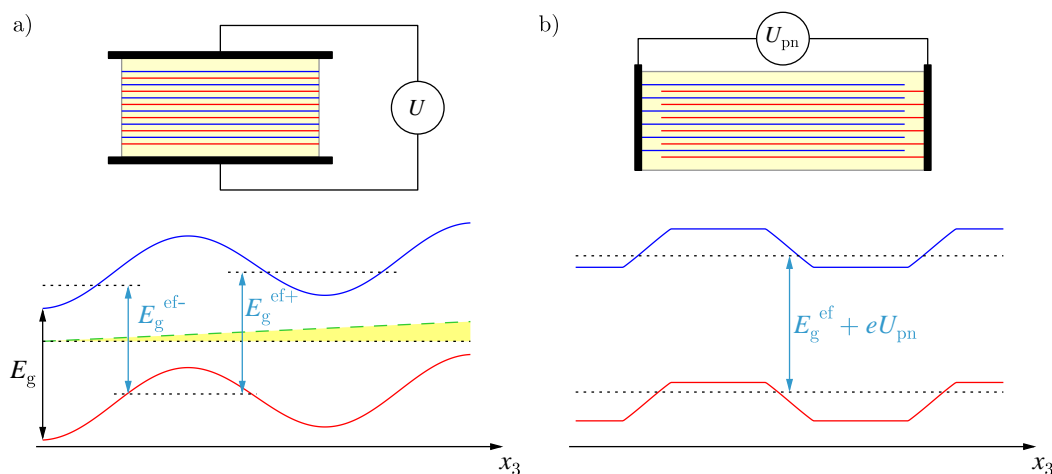 a)
U
E_g^ef-
E_g^ef+
E_g
x_3
b)
U_pn
E_g^ef + eU_pn
x_3